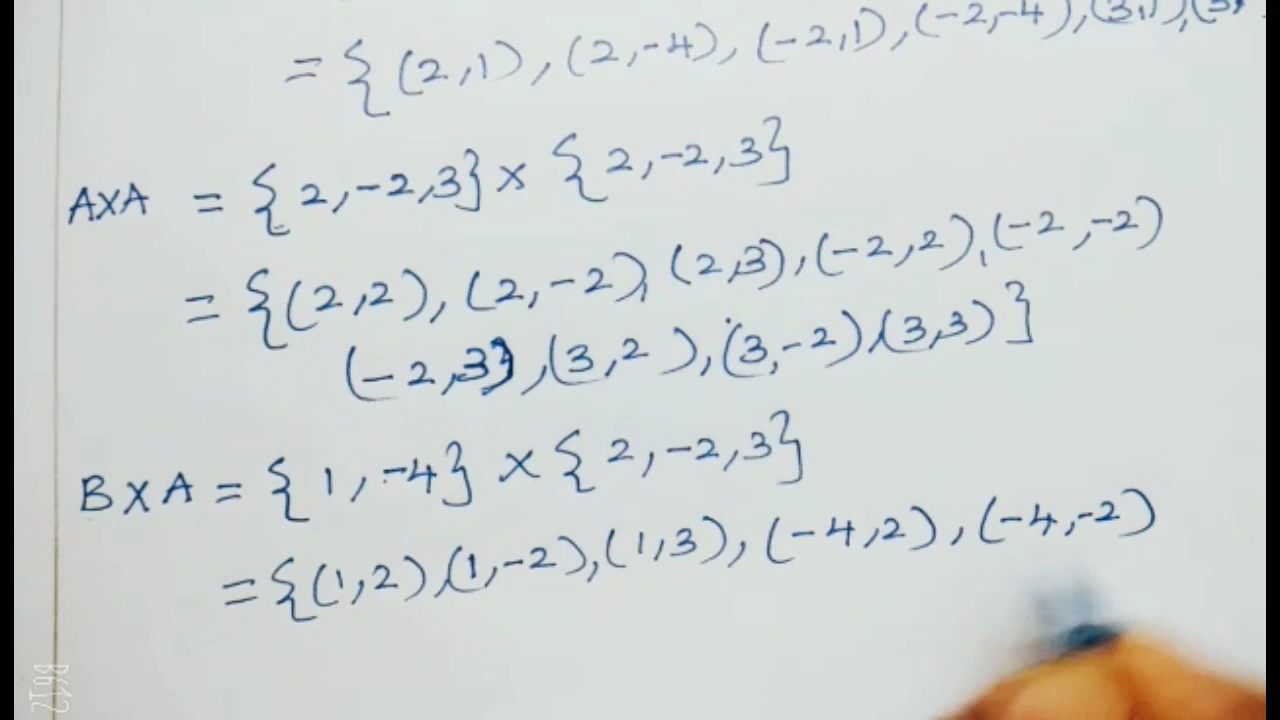 = {(2,1), (2,-4), (-2,1), (-2,-4), (3,1), (3,
A×A = {2,-2,3} × {2,-2,3}
= {(2,2), (2,-2), (2,3), (-2,2), (-2,-2)
(-2,3), (3,2), (3,-2), (3,3)}
B×A = {1,-4} × {2,-2,3}
= {(1,2), (1,-2), (1,3), (-4,2), (-4,-2)
B612